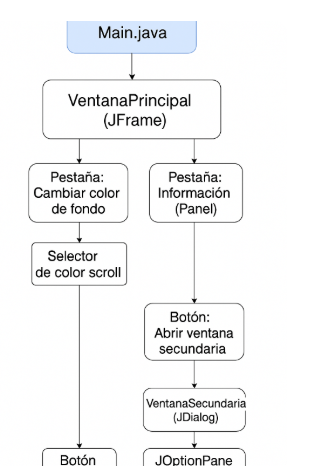 Main.java
VentanaPrincipal
(JFrame)
Pestaña:
Cambiar color
de fondo
Pestaña:
Información
(Panel)
Selector
de color scroll
Botón:
Abrir ventana
secundaria
VentanaSecundaria
(JDialog)
Botón
JOptionPane